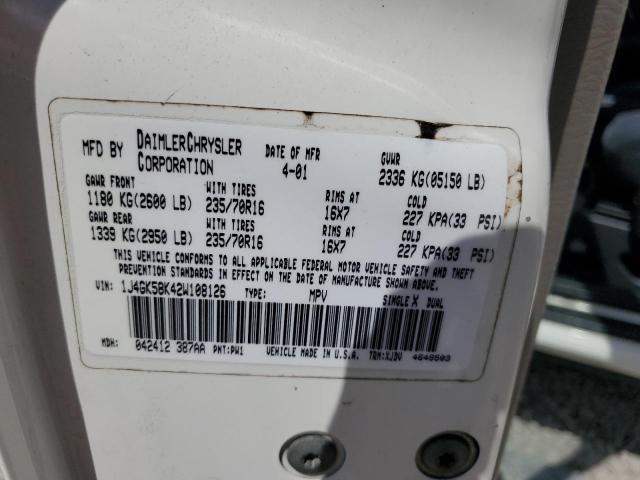 MFD BY DAIMLERCHRYSLER CORPORATION DATE OF MFR 4-01 GVWR 2336 KG(05150 LB)
GAWR FRONT WITH TIRES RIMS AT COLD
1180 KG(2600 LB) 235/70R16 16X7 227 KPA(33 PSI)
GAWR REAR WITH TIRES RIMS AT COLD
1339 KG(2950 LB) 235/70R16 16X7 227 KPA(33 PSI)
THIS VEHICLE CONFORMS TO ALL APPLICABLE FEDERAL MOTOR VEHICLE SAFETY AND THEFT
PREVENTION STANDARDS IN EFFECT ON THE DATE OF MANUFACTURE SHOWN ABOVE.
VIN: 1J4GK58K42W108126 TYPE: MPV SINGLE X DUAL
MDH: 042412 387AA PNT:PW1 VEHICLE MADE IN U.S.A. TRM:XJDV 4648503